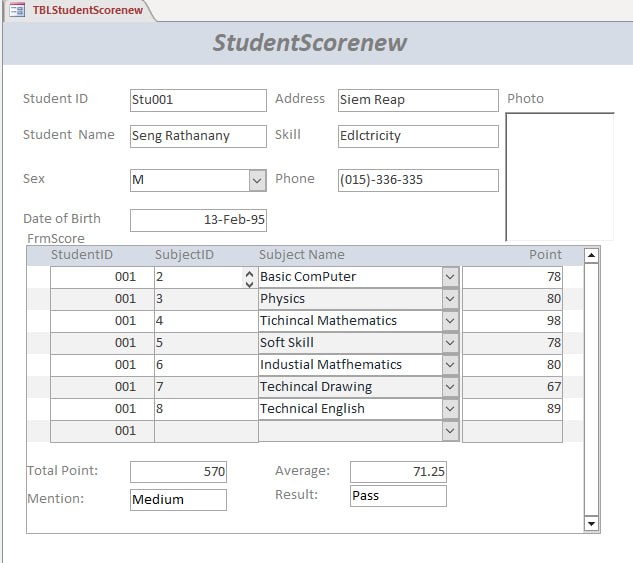 TBLStudentScorenew
StudentScorenew
Student ID Stu001 Address Siem Reap Photo
Student Name Seng Rathanany Skill Edlctricity
Sex M Phone (015)-336-335
Date of Birth 13-Feb-95
FrmScore
StudentID SubjectID Subject Name Point
001 2 Basic ComPuter 78
001 3 Physics 80
001 4 Tichincal Mathematics 98
001 5 Soft Skill 78
001 6 Industial Matfhematics 80
001 7 Techincal Drawing 67
001 8 Technical English 89
001
Total Point: 570 Average: 71.25
Mention: Medium Result: Pass